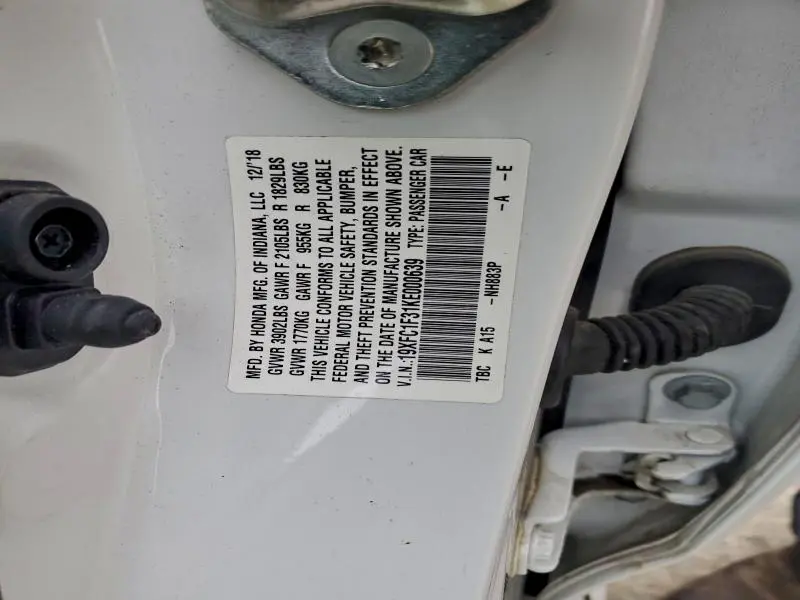 MFD. BY HONDA MFG. OF INDIANA, LLC 12/'18
GVWR 3902LBS GAWR F 2105LBS R 1829LBS
GVWR 1770KG GAWR F 955KG R 830KG
THIS VEHICLE CONFORMS TO ALL APPLICABLE
FEDERAL MOTOR VEHICLE SAFETY, BUMPER,
AND THEFT PREVENTION STANDARDS IN EFFECT
ON THE DATE OF MANUFACTURE SHOWN ABOVE.
V.I.N.:19XFC1F31KE000639 TYPE: PASSENGER CAR
TBC K A15 -NH883P -A -E